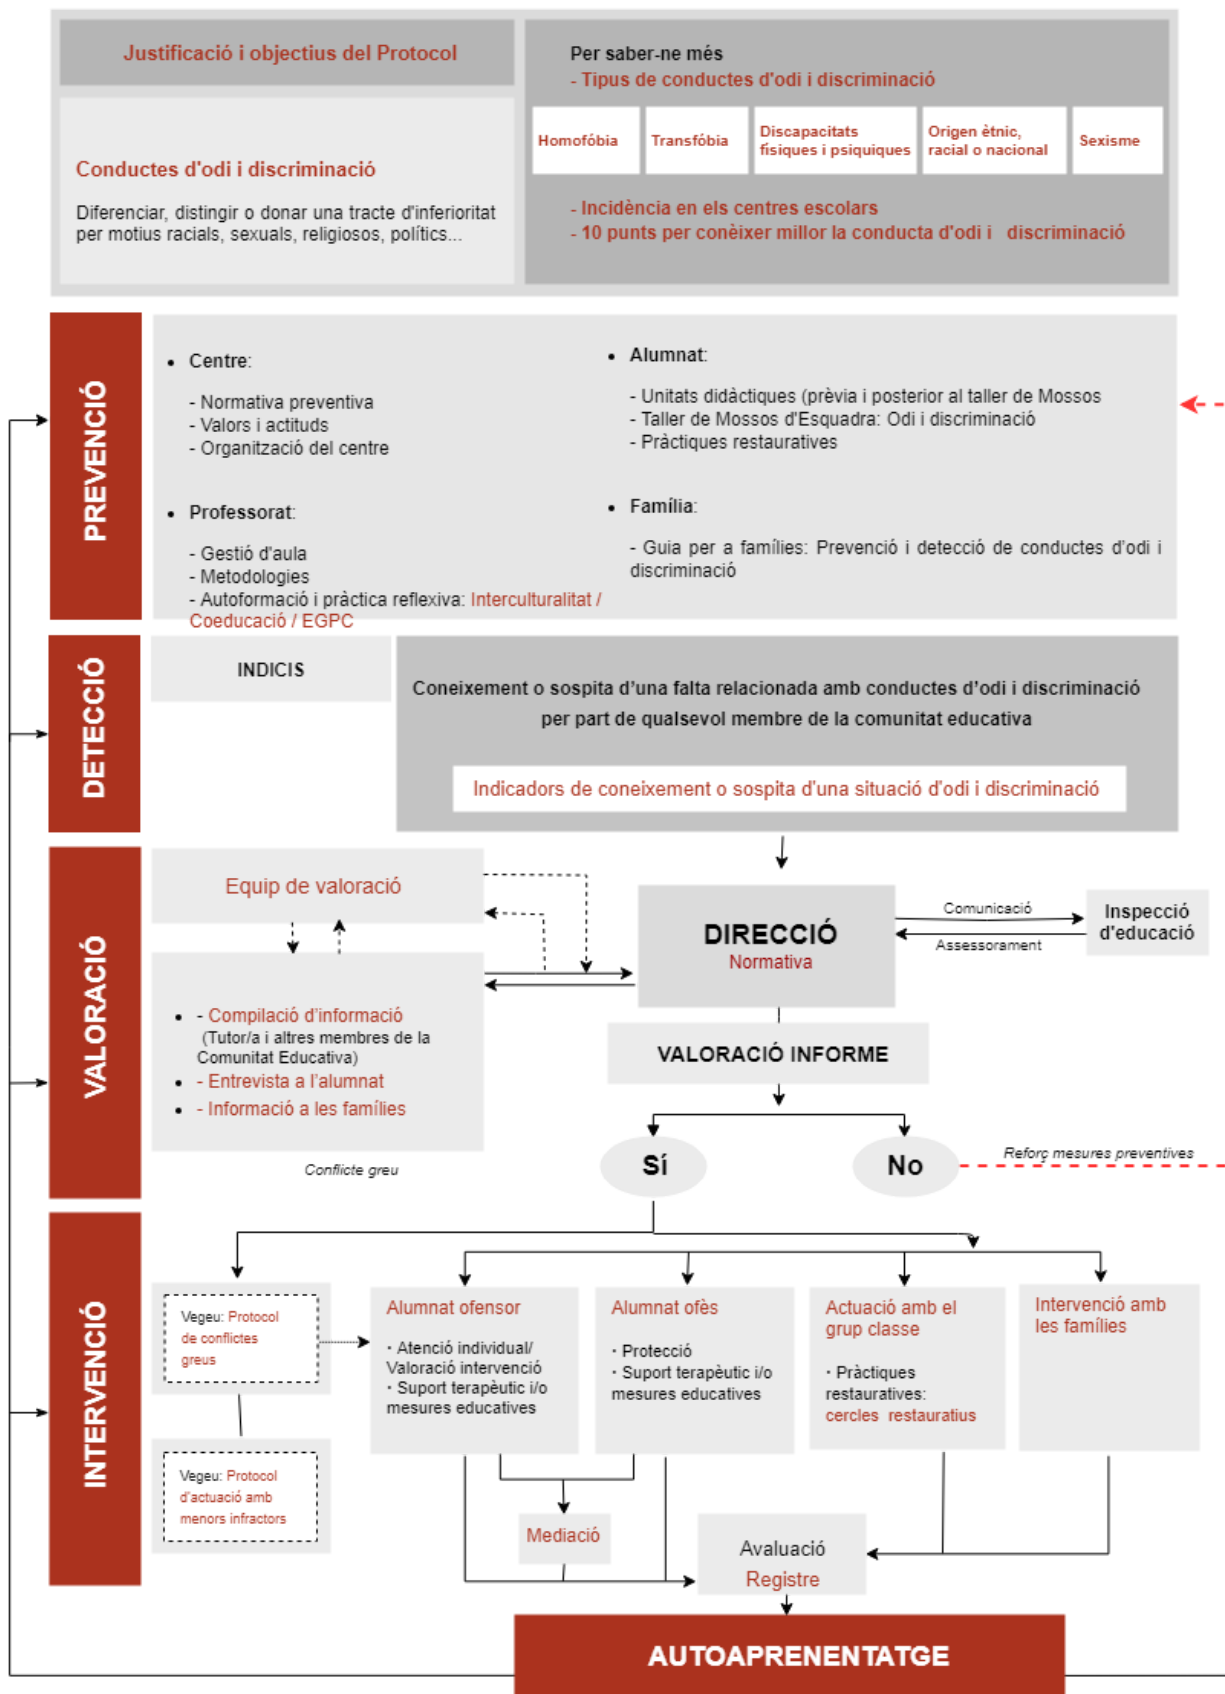 Justificació i objectius del Protocol
Conductes d'odi i discriminació
Diferenciar, distingir o donar una tracte d'inferioritat
per motius racials, sexuals, religiosos, polítics...
Per saber-ne més
- Tipus de conductes d'odi i discriminació
Homofóbia
Transfóbia
Discapacitats
físiques i psiquiques
Origen ètnic,
racial o nacional
Sexisme
- Incidència en els centres escolars
- 10 punts per conèixer millor la conducta d'odi i discriminació
PREVENCIÓ
• Centre:
- Normativa preventiva
- Valors i actituds
- Organització del centre
• Professorat:
- Gestió d'aula
- Metodologies
- Autoformació i pràctica reflexiva: Interculturalitat /
Coeducació / EGPC
• Alumnat:
- Unitats didàctiques (prèvia i posterior al taller de Mossos
- Taller de Mossos d'Esquadra: Odi i discriminació
- Pràctiques restauratives
• Família:
- Guia per a famílies: Prevenció i detecció de conductes d'odi i
discriminació
DETECCIÓ
INDICIS
Coneixement o sospita d'una falta relacionada amb conductes d'odi i discriminació
per part de qualsevol membre de la comunitat educativa
Indicadors de coneixement o sospita d'una situació d'odi i discriminació
VALORACIÓ
Equip de valoració
• - Compilació d'informació
(Tutor/a i altres membres de la
Comunitat Educativa)
• - Entrevista a l'alumnat
• - Informació a les famílies
DIRECCIÓ
Normativa
Comunicació
Assessorament
Inspecció
d'educació
VALORACIÓ INFORME
Conflicte greu
Sí
No
Reforç mesures preventives
INTERVENCIÓ
Vegeu: Protocol
de conflictes
greus
Vegeu: Protocol
d'actuació amb
menors infractors
Alumnat ofensor
· Atenció individual/
Valoració intervenció
· Suport terapèutic i/o
mesures educatives
Alumnat ofès
· Protecció
· Suport terapèutic i/o
mesures educatives
Actuació amb el
grup classe
· Pràctiques
restauratives:
cercles restauratius
Intervenció amb
les famílies
Mediació
Avaluació
Registre
AUTOAPRENENTATGE